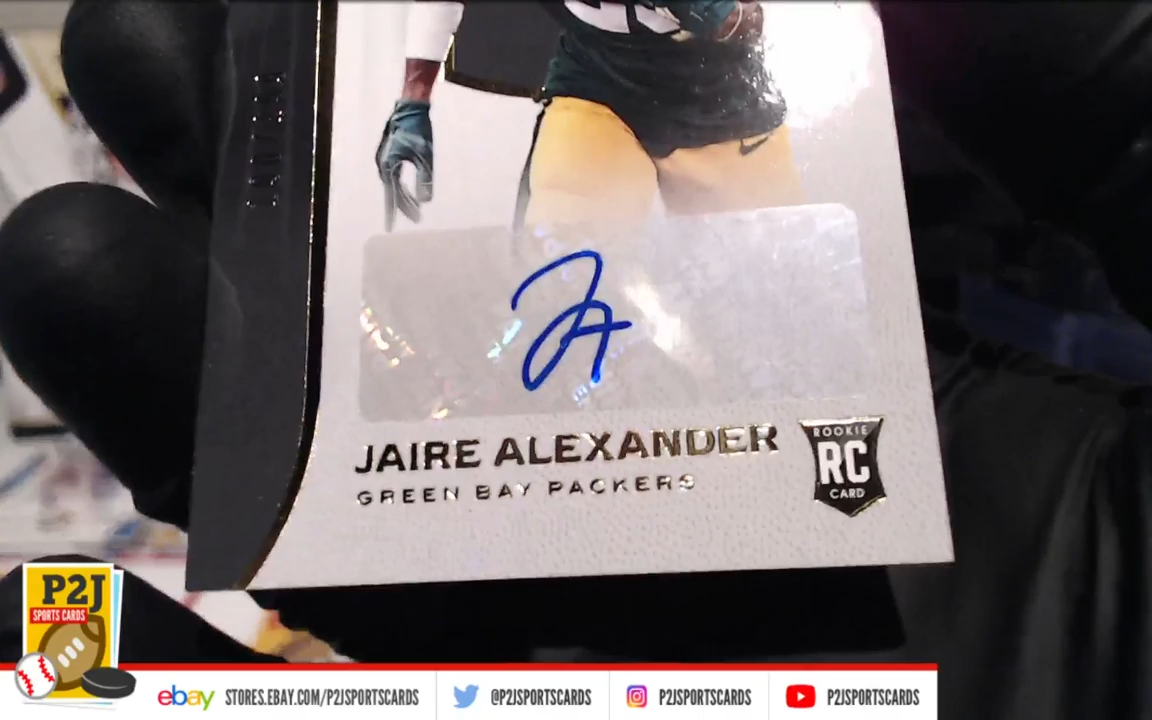 JA
JAIRE ALEXANDER
GREEN BAY PACKERS
ROOKIE
RC
CARD
P2J
SPORTS CARDS
ebay STORES.EBAY.COM/P2JSPORTSCARDS
@P2JSPORTSCARDS
P2JSPORTSCARDS
P2JSPORTSCARDS